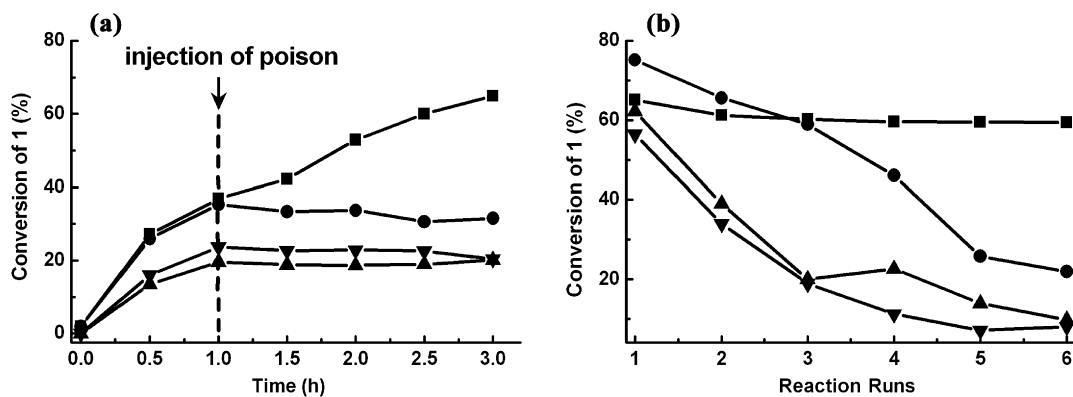 (a)
injection of poison
Conversion of 1 (%)
80
60
40
20
0
0.0 0.5 1.0 1.5 2.0 2.5 3.0
Time (h)
(b)
Conversion of 1 (%)
80
60
40
20
1 2 3 4 5 6
Reaction Runs